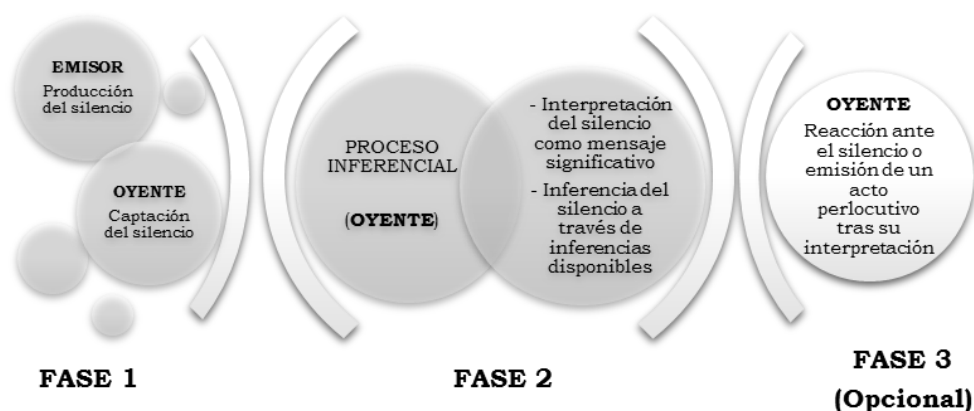 EMISOR
Producción
del silencio
OYENTE
Captación
del silencio
PROCESO
INFERENCIAL
(OYENTE)
- Interpretación
del silencio
como mensaje
significativo
- Inferencia del
silencio a
través de
inferencias
disponibles
OYENTE
Reacción ante
el silencio o
emisión de un
acto
perlocutivo
tras su
interpretación
FASE 1
FASE 2
FASE 3
(Opcional)